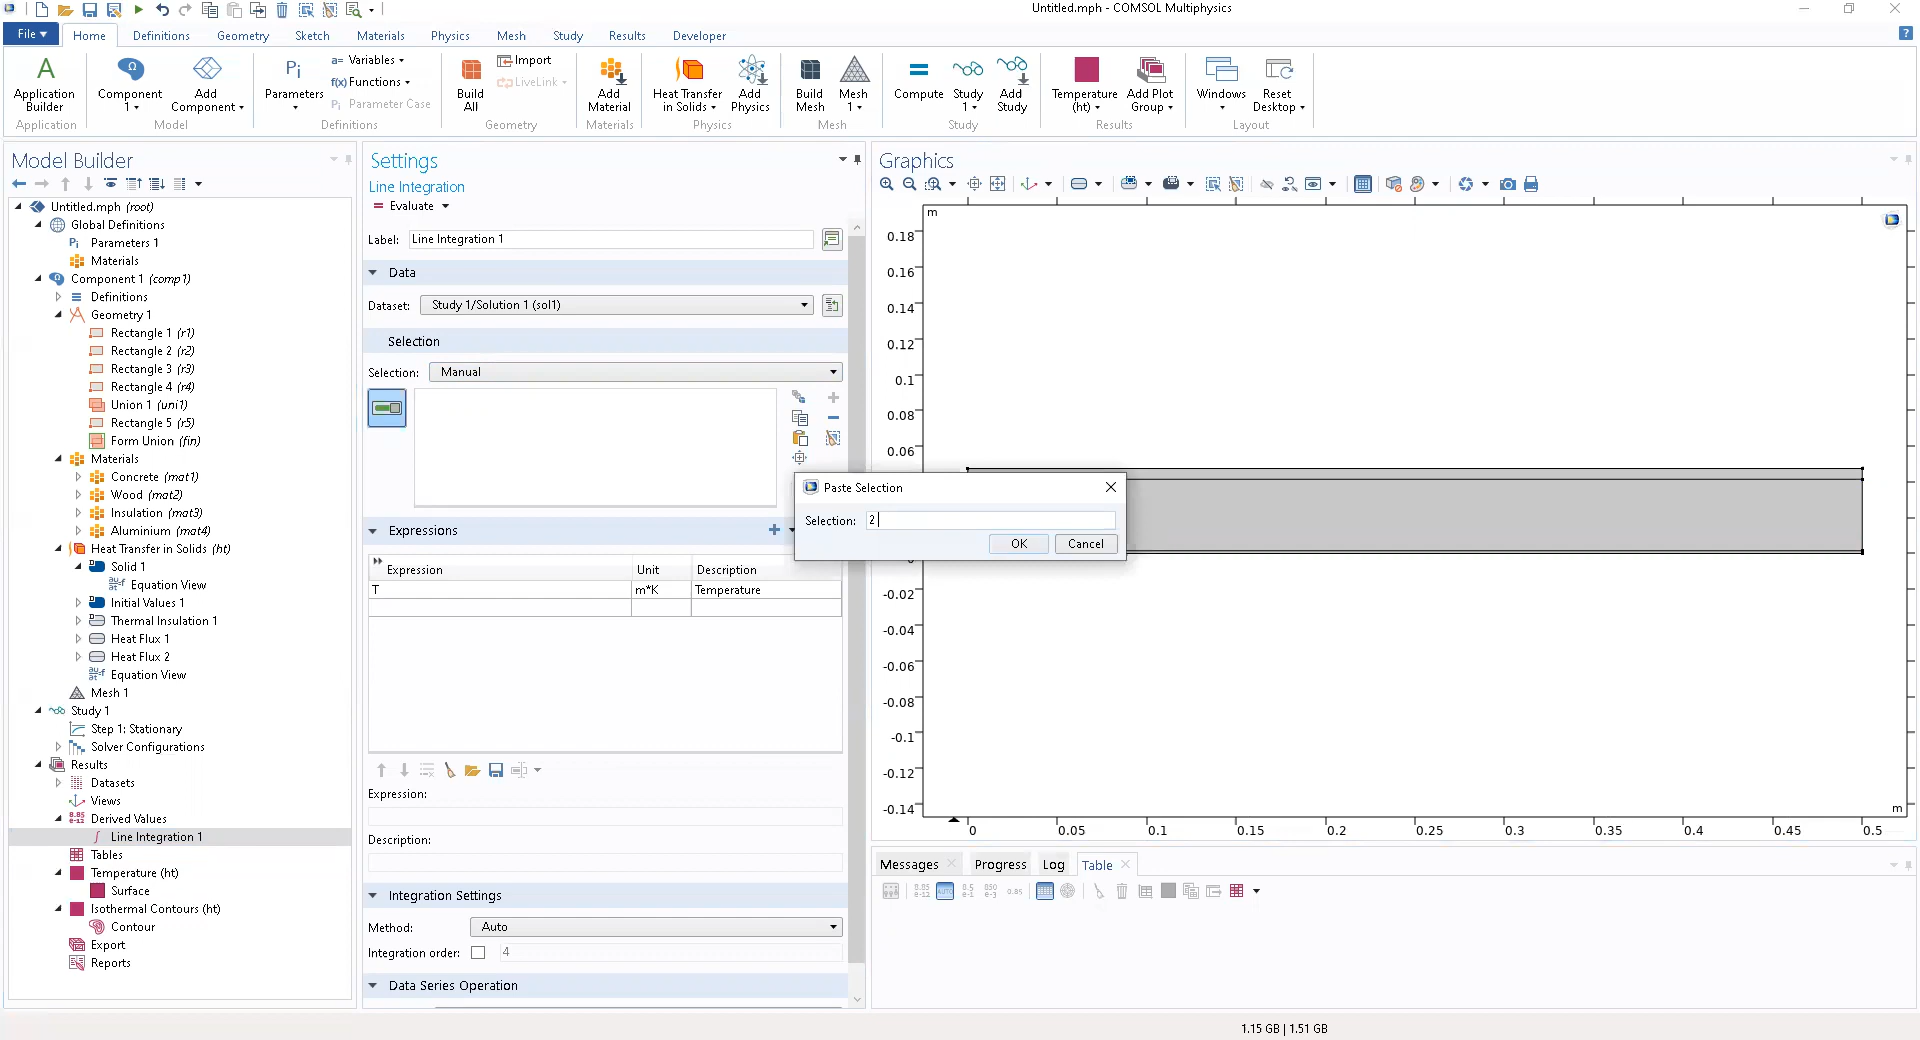 Untitled.mph - COMSOL Multiphysics
File Home Definitions Geometry Sketch Materials Physics Mesh Study Results Developer
Application Builder
Application
Component 1
Add Component
Model
Parameters
a= Variables
f(x) Functions
Pi Parameter Case
Definitions
Build All
Import
LiveLink
Geometry
Add Material
Materials
Heat Transfer in Solids
Add Physics
Physics
Build Mesh
Mesh 1
Mesh
Compute
Study 1
Add Study
Study
Temperature (ht)
Add Plot Group
Results
Windows
Reset Desktop
Layout
Model Builder
Untitled.mph (root)
Global Definitions
Pi Parameters 1
Materials
Component 1 (comp1)
Definitions
Geometry 1
Rectangle 1 (r1)
Rectangle 2 (r2)
Rectangle 3 (r3)
Rectangle 4 (r4)
Union 1 (uni1)
Rectangle 5 (r5)
Form Union (fin)
Materials
Concrete (mat1)
Wood (mat2)
Insulation (mat3)
Aluminium (mat4)
Heat Transfer in Solids (ht)
Solid 1
Equation View
Initial Values 1
Thermal Insulation 1
Heat Flux 1
Heat Flux 2
Equation View
Mesh 1
Study 1
Step 1: Stationary
Solver Configurations
Results
Datasets
Views
Derived Values
Line Integration 1
Tables
Temperature (ht)
Surface
Isothermal Contours (ht)
Contour
Export
Reports
Settings
Line Integration
= Evaluate
Label: Line Integration 1
Data
Dataset: Study 1/Solution 1 (sol1)
Selection
Selection: Manual
Expressions
Expression Unit Description
T m*K Temperature
Expression:
Description:
Integration Settings
Method: Auto
Integration order: 4
Data Series Operation
Paste Selection
Selection: 2
OK Cancel
Graphics
m
0.18
0.16
0.14
0.12
0.1
0.08
0.06
-0.02
-0.04
-0.06
-0.08
-0.1
-0.12
-0.14
m
0 0.05 0.1 0.15 0.2 0.25 0.3 0.35 0.4 0.45 0.5
Messages Progress Log Table
8.85 e-12 AUTO 8.5 e-1 850 e-3 0.85
1.15 GB | 1.51 GB